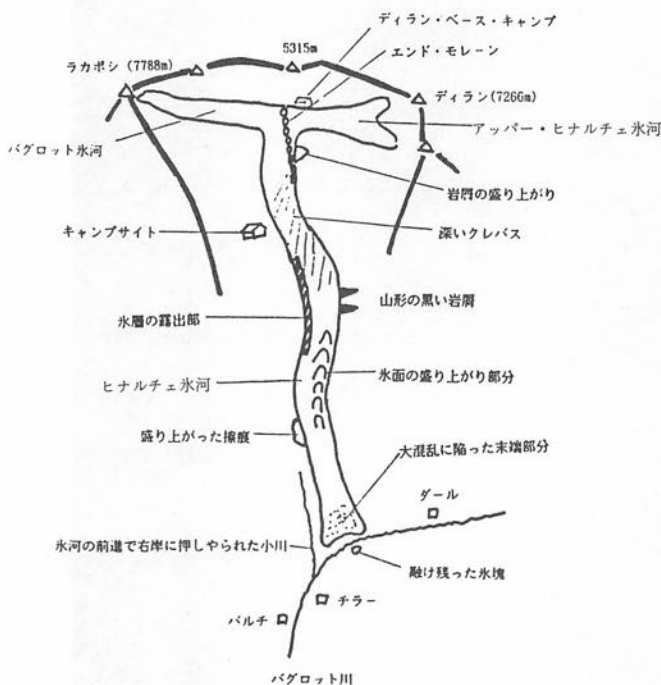 ディラン・ベース・キャンプ
5315m
エンド・モレーン
ラカポシ (7788m)
ディラン(7266m)
アッパー・ヒナルチェ氷河
バグロット氷河
岩屑の盛り上がり
キャンプサイト
深いクレバス
山形の黒い岩屑
氷層の露出部
ヒナルチェ氷河
氷面の盛り上がり部分
盛り上がった擦痕
大混乱に陥った末端部分
ダール
氷河の前進で右岸に押しやられた小川
融け残った氷塊
チラー
バルチ
バグロット川